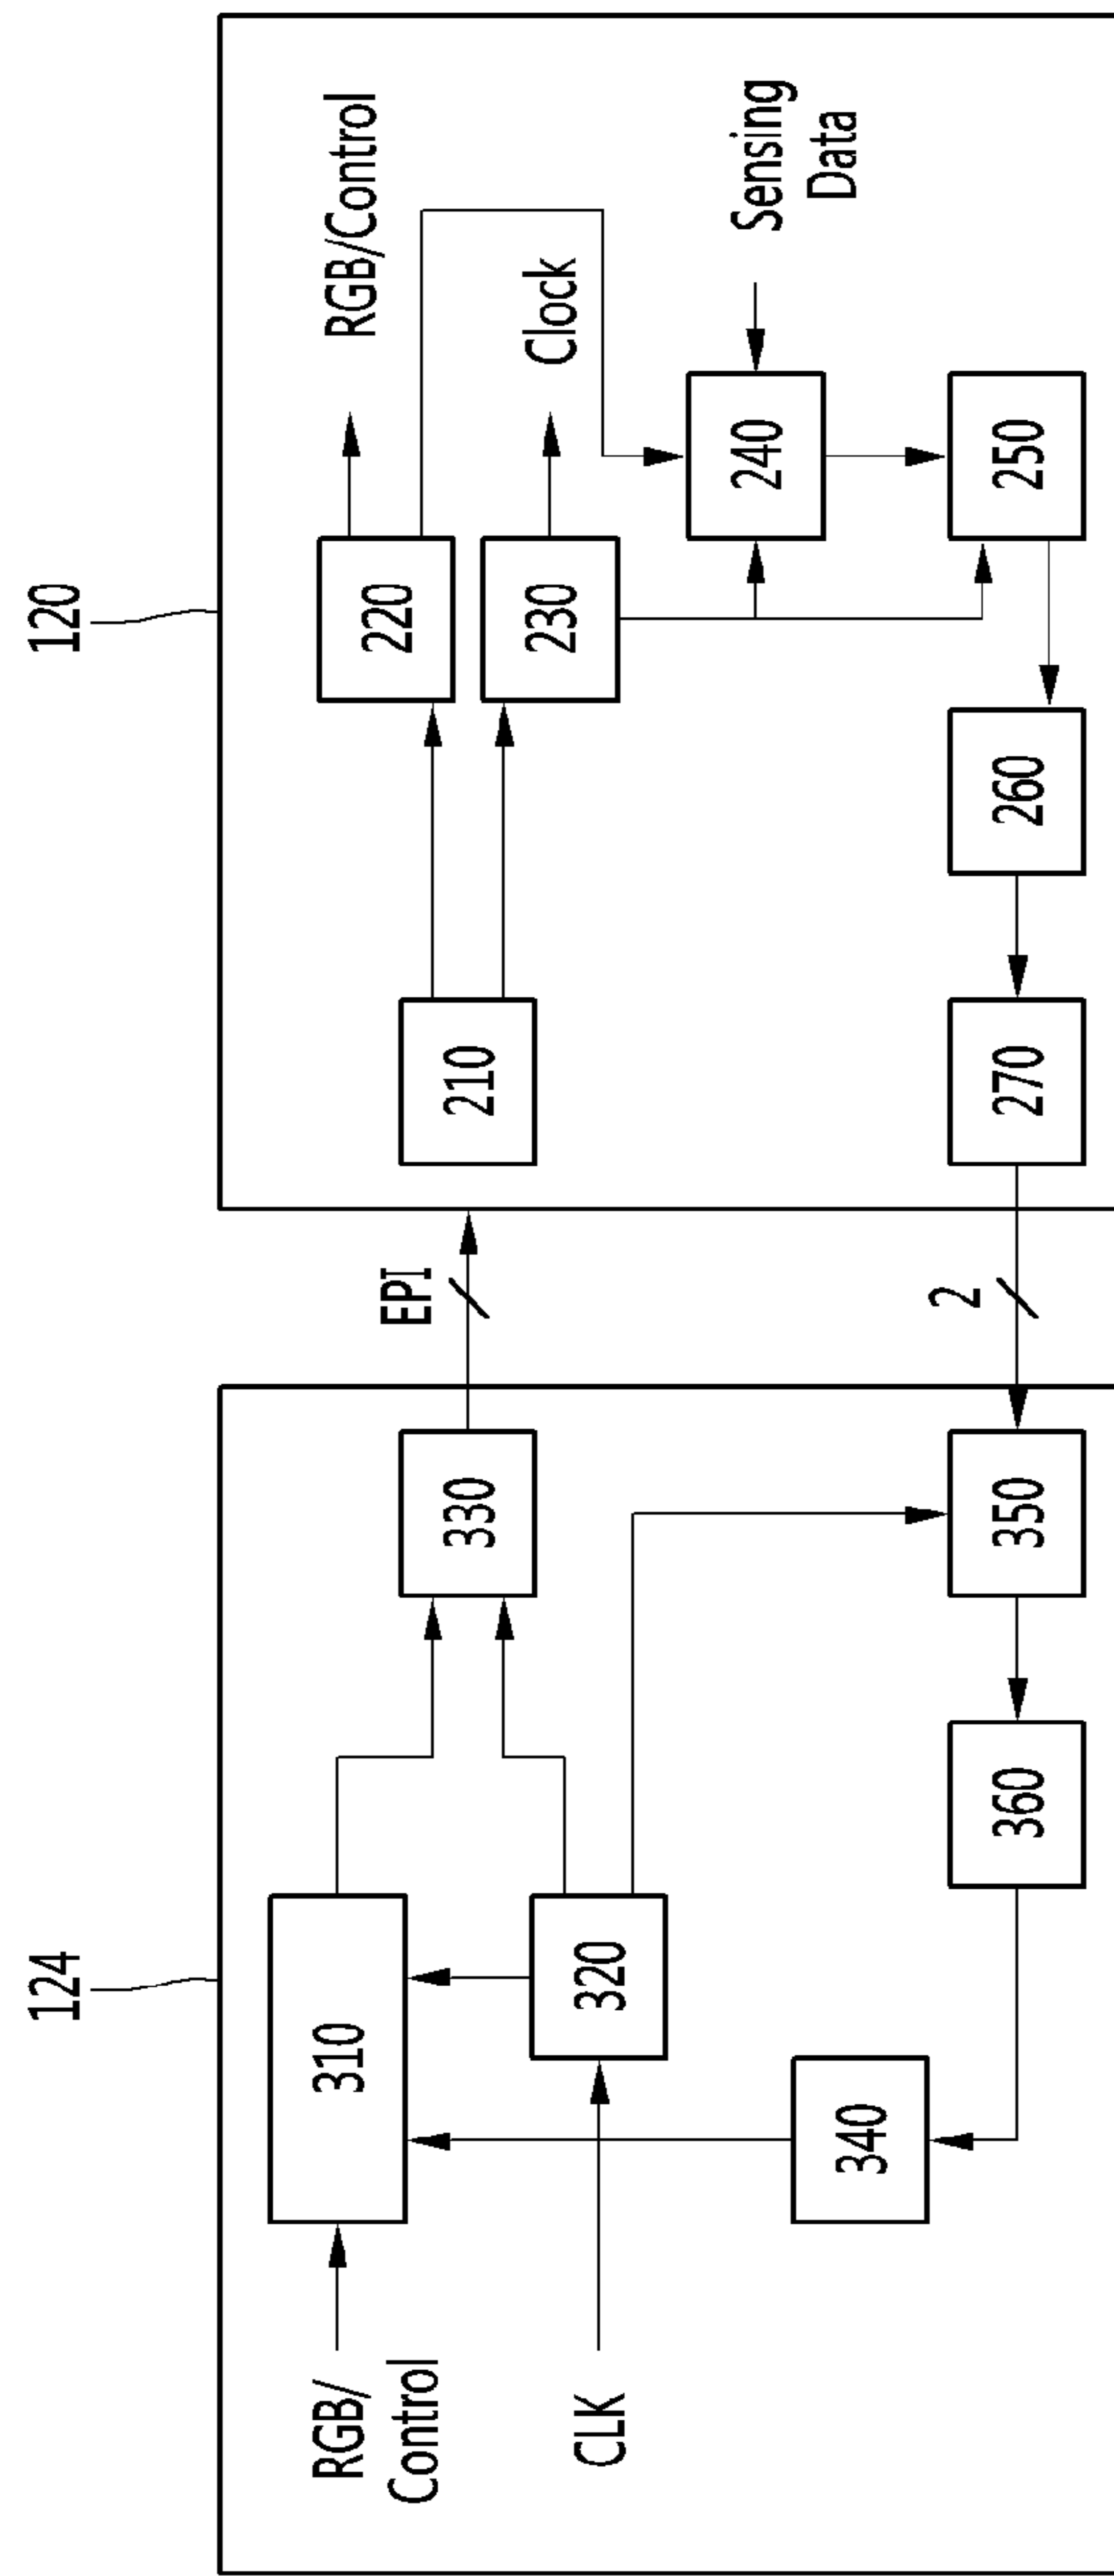 124
120
RGB/
Control
310
330
EPI
210
220
RGB/Control
CLK
320
230
Clock
340
240
Sensing
Data
360
350
2
270
260
250